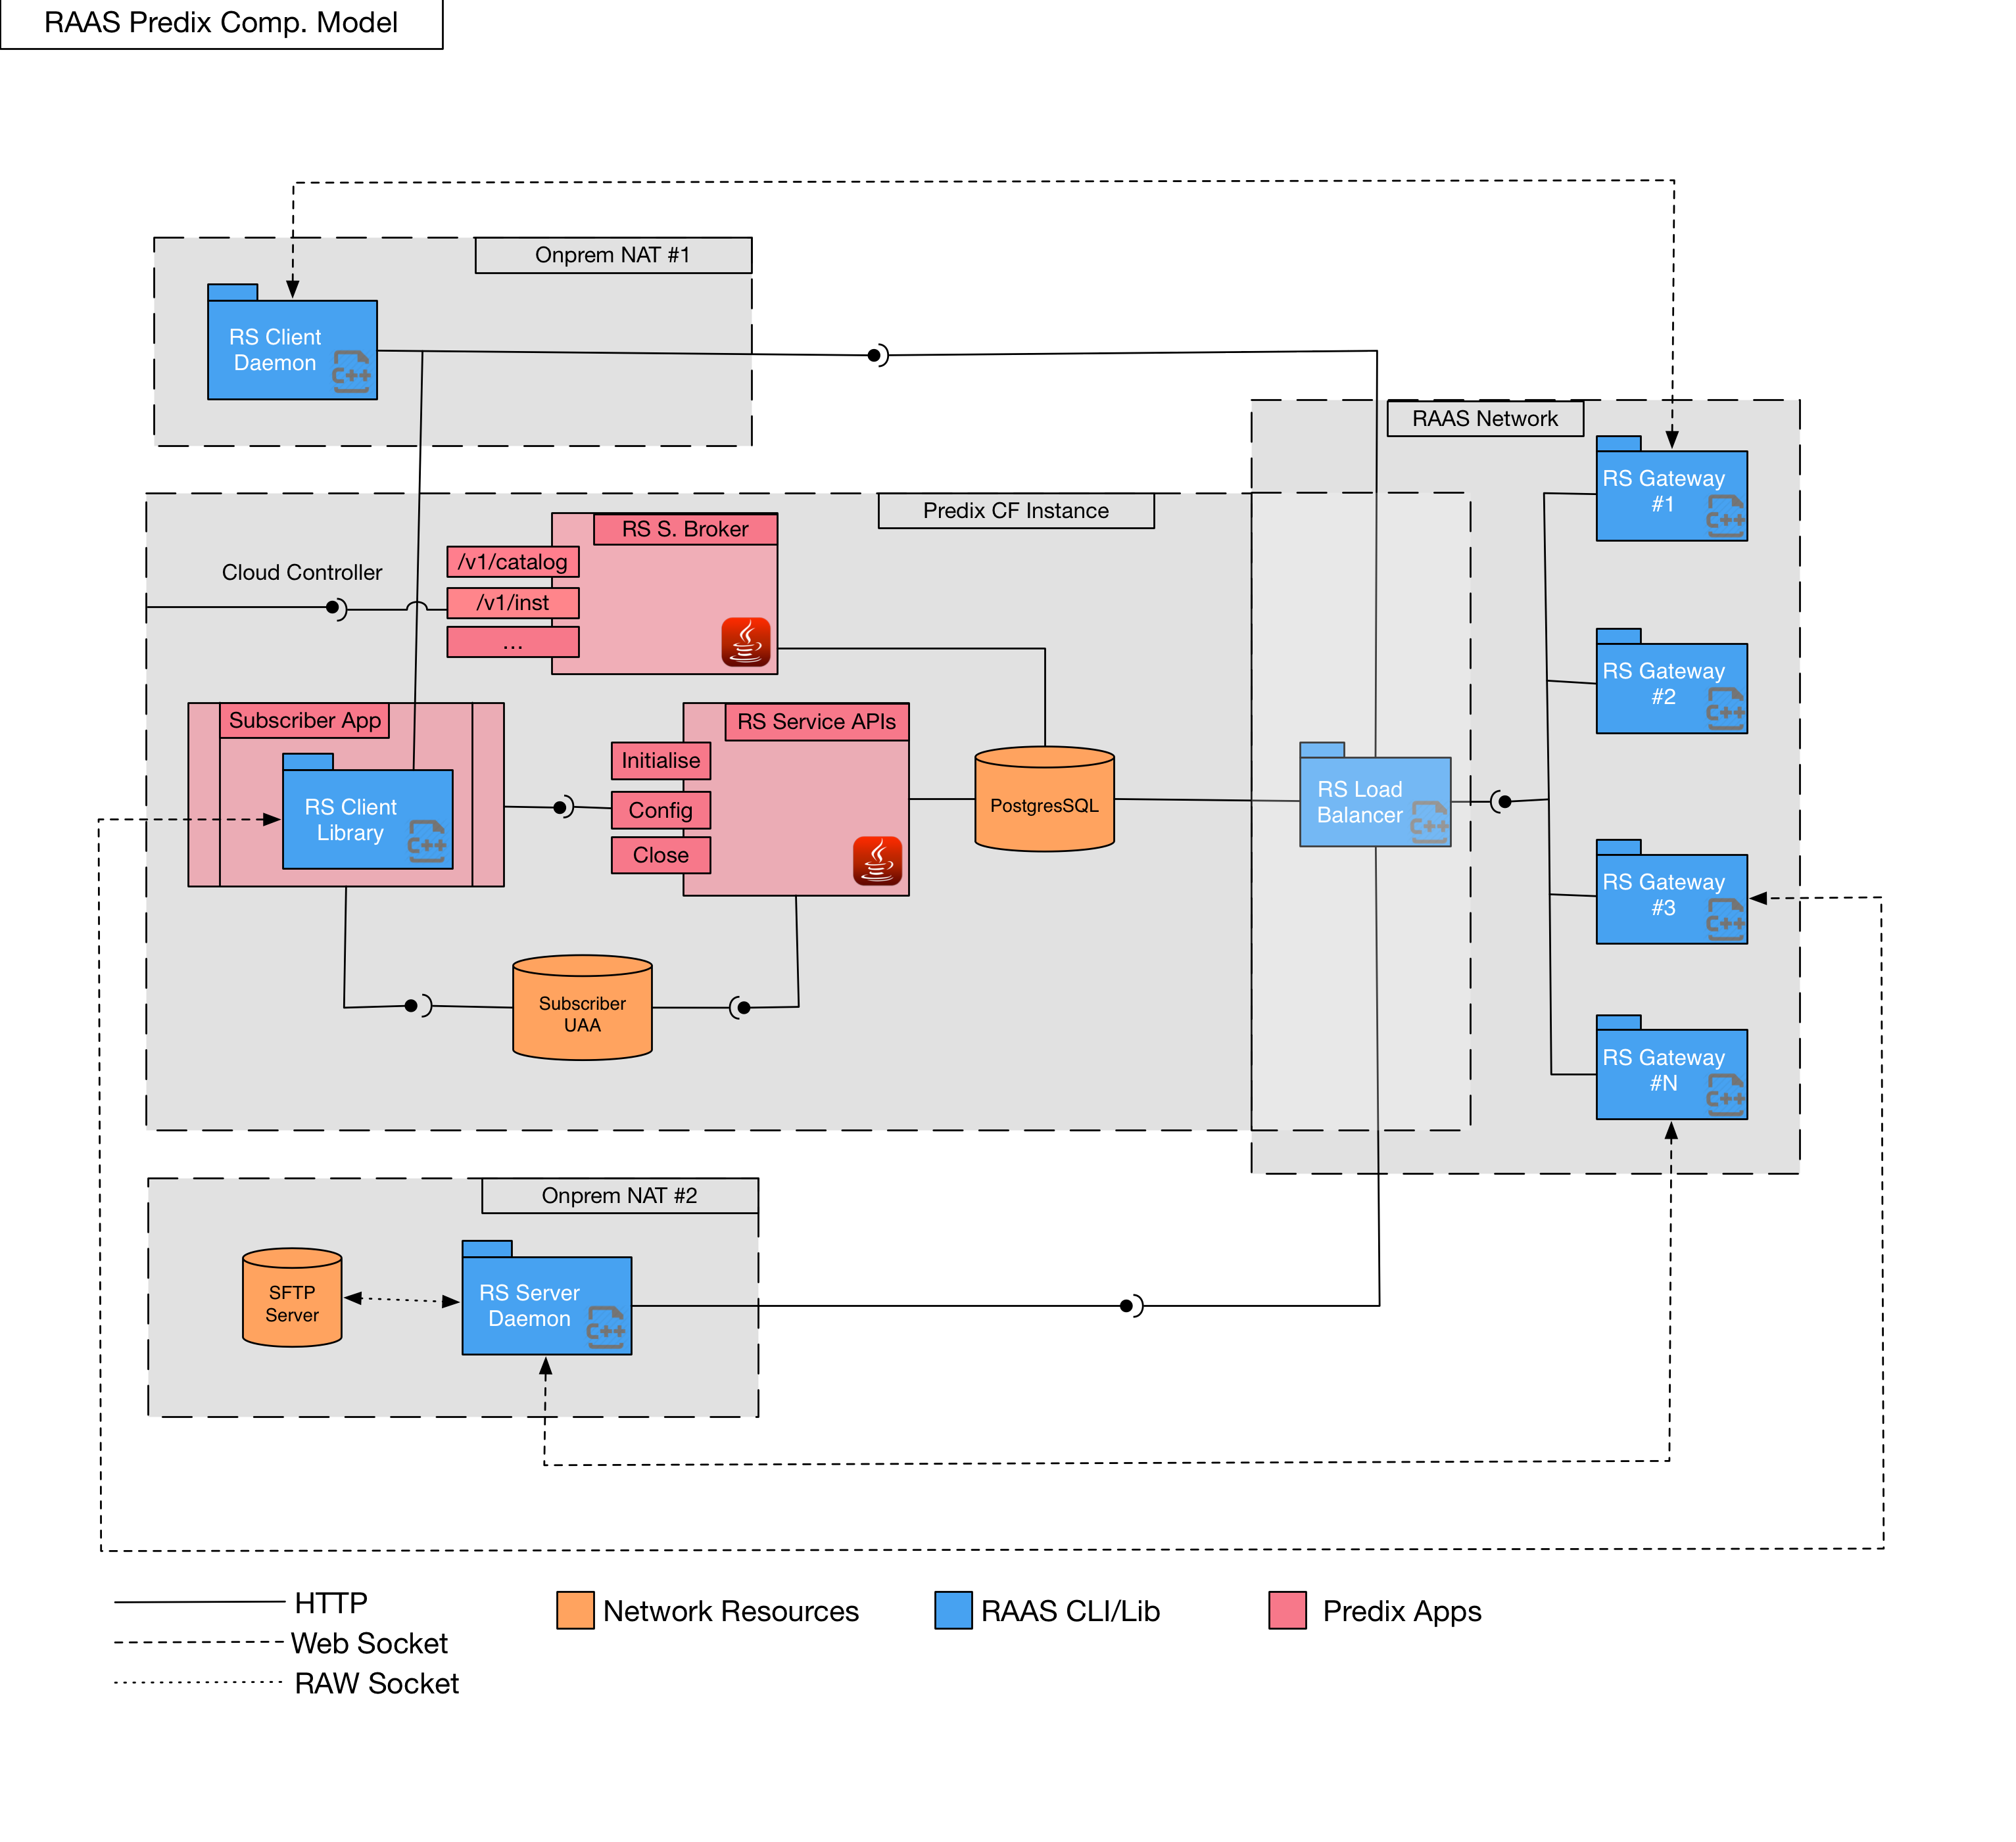 RAAS Predix Comp. Model
Onprem NAT #1
RS Client
Daemon
C++
RAAS Network
RS Gateway
#1
C++
Predix CF Instance
RS S. Broker
/v1/catalog
Cloud Controller
/v1/inst
...
RS Gateway
#2
C++
Subscriber App
RS Service APIs
Initialise
RS Client
Library
C++
Config
Close
PostgresSQL
RS Load
Balancer
C++
RS Gateway
#3
C++
Subscriber
UAA
RS Gateway
#N
C++
Onprem NAT #2
SFTP
Server
RS Server
Daemon
C++
HTTP
Web Socket
RAW Socket
Network Resources
RAAS CLI/Lib
Predix Apps